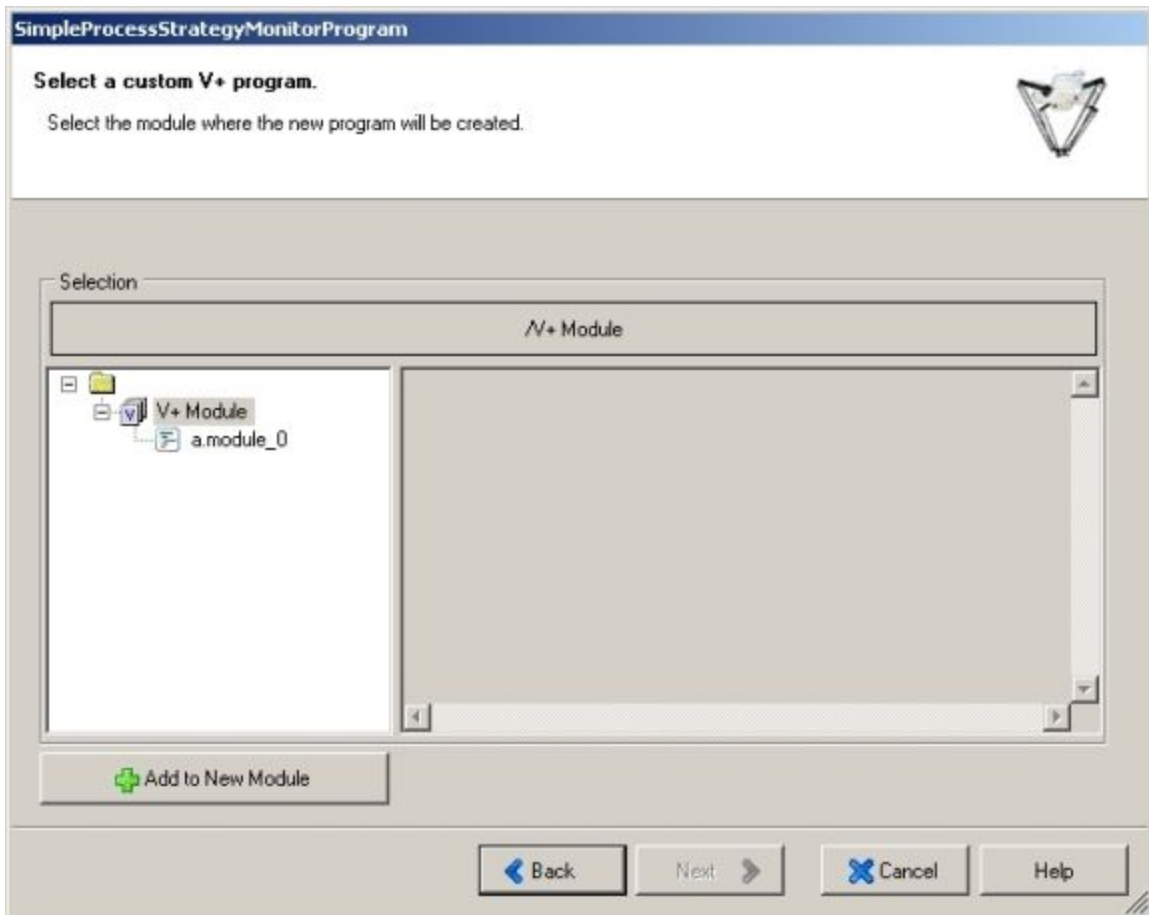 SimpleProcessStrategyMonitorProgram
Select a custom V+ program.
Select the module where the new program will be created.
Selection
/V+ Module
V+ Module
a.module_0
Add to New Module
Back
Next
Cancel
Help